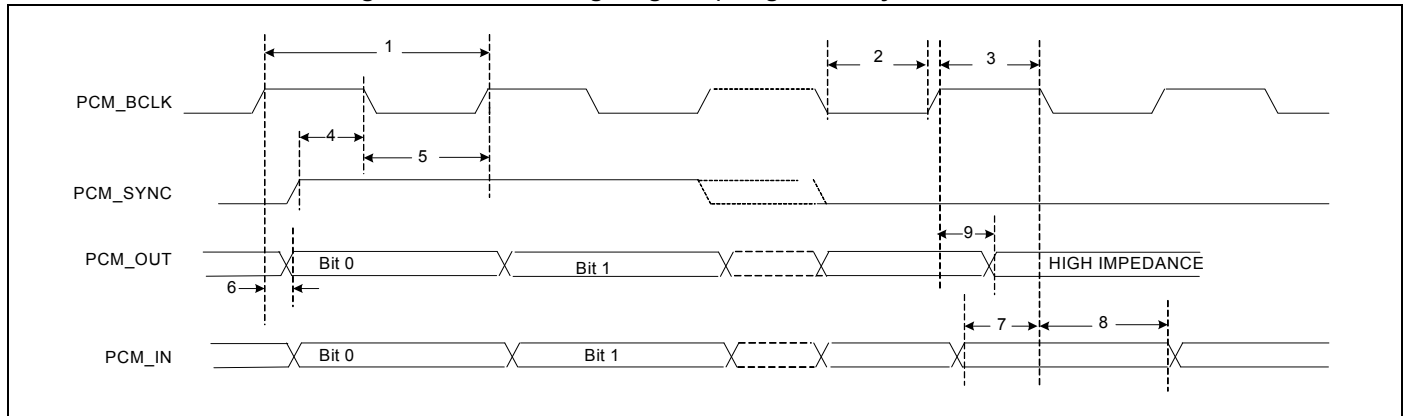 1
2
3
PCM_BCLK
4
5
PCM_SYNC
9
PCM_OUT
Bit 0
Bit 1
HIGH IMPEDANCE
6
7
8
PCM_IN
Bit 0
Bit 1